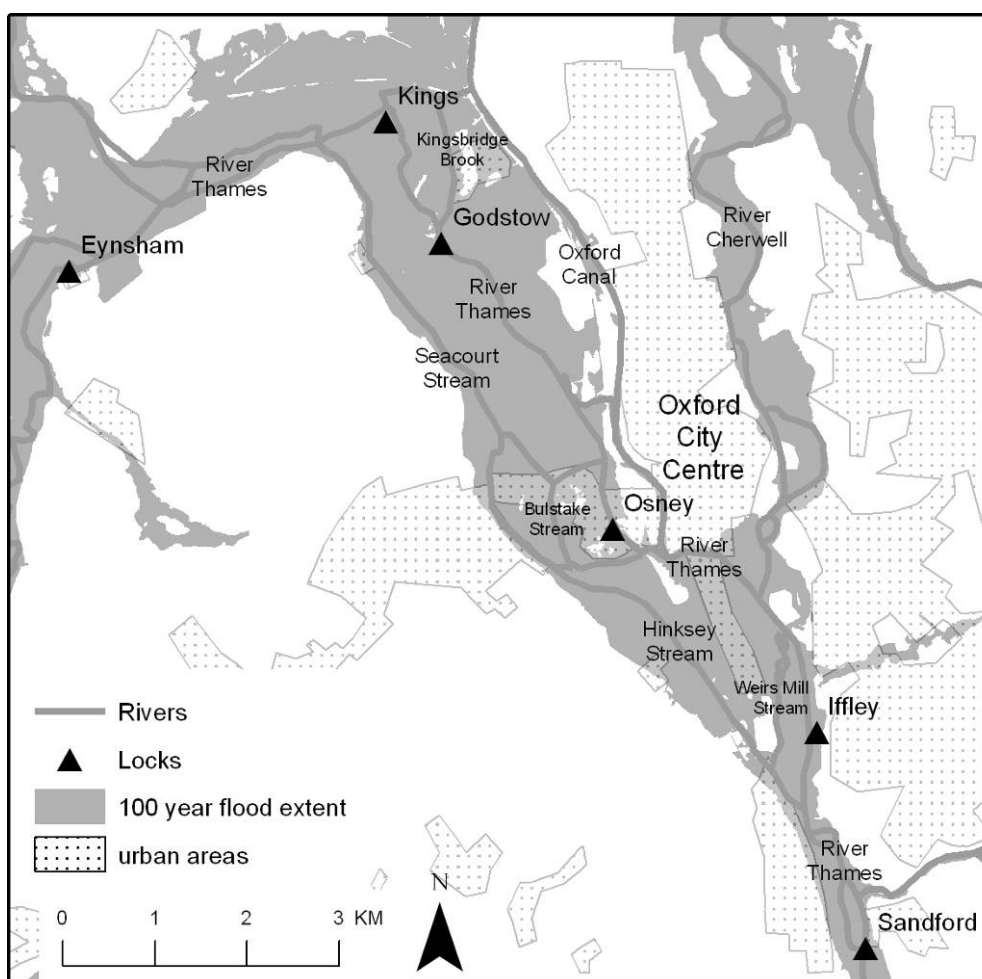 Kings
Kingsbridge
Brook
River
Thames
Godstow
River
Cherwell
Eynsham
Oxford
Canal
River
Thames
Seacourt
Stream
Oxford
City
Centre
Osney
Bulstake
Stream
River
Thames
Hinksey
Stream
Weirs Mill
Stream
Iffley
Rivers
Locks
100 year flood extent
urban areas
River
Thames
N
0 1 2 3 KM
Sandford